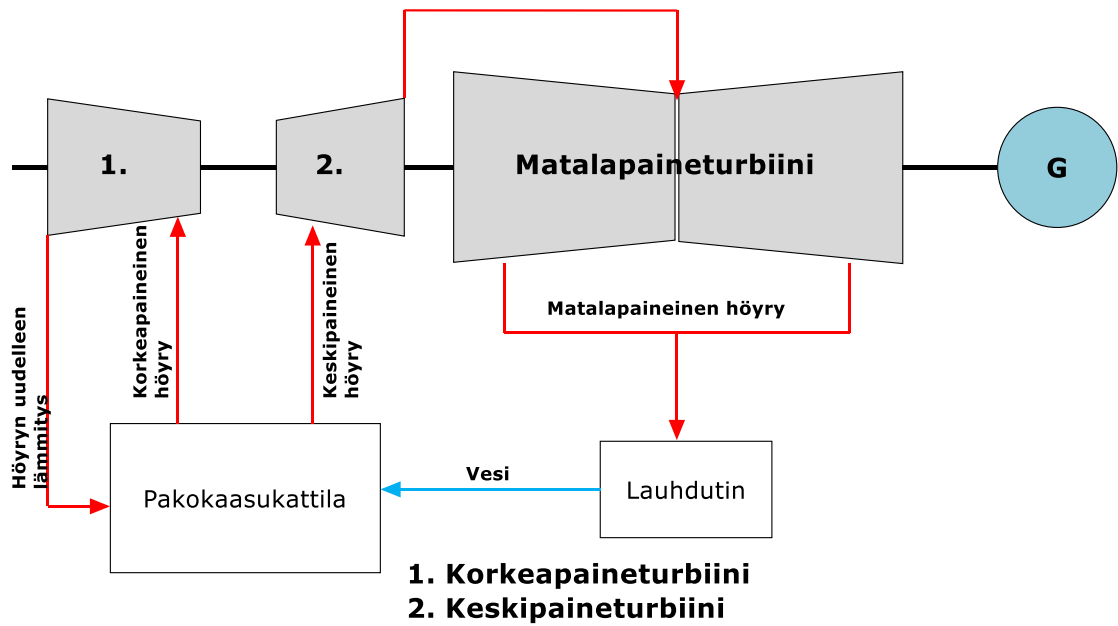 1.
2.
Matalapaineturbiini
G
Korkeapaineinen
höyry
Keskipaineinen
höyry
Höyryn uudelleen
lämmitys
Matalapaineinen höyry
Pakokaasukattila
Vesi
Lauhdutin
1. Korkeapaineturbiini
2. Keskipaineturbiini